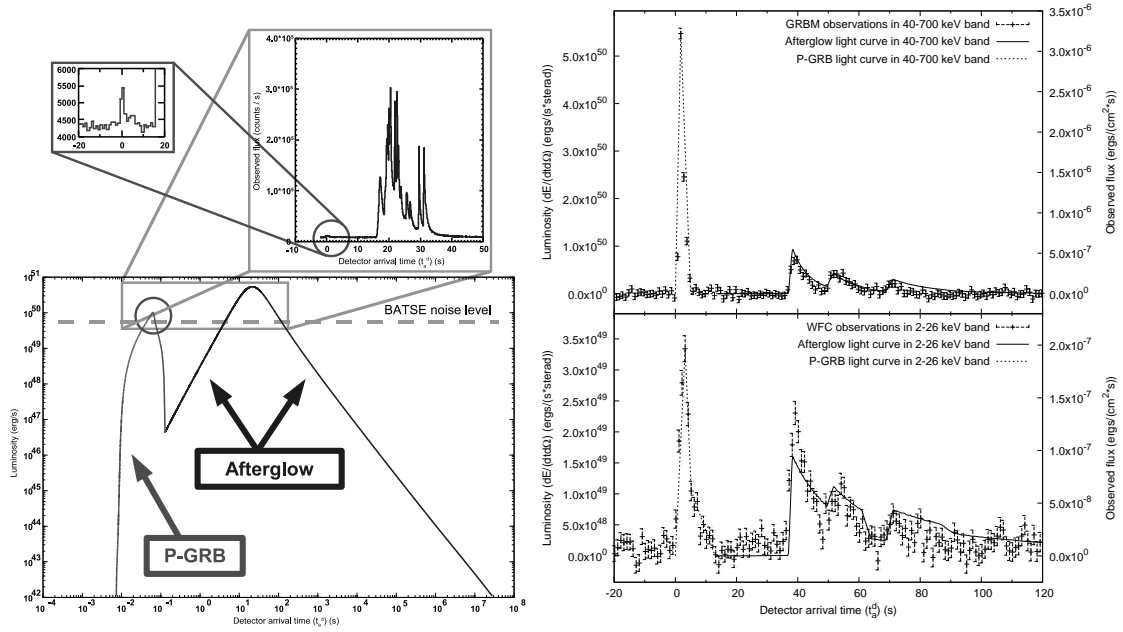 6000
5500
5000
4500
4000
-20 0 20
4,0*10⁵
3,0*10⁵
2,0*10⁵
1,0*10⁵
0
-10 0 10 20 30 40 50
Observed flux (counts / s)
Detector arrival time (tₐᵈ) (s)
10⁵¹
10⁵⁰
10⁴⁹
10⁴⁸
10⁴⁷
10⁴⁶
10⁴⁵
10⁴⁴
10⁴³
10⁴²
Luminosity (erg/s)
BATSE noise level
Afterglow
P-GRB
10⁻⁴ 10⁻³ 10⁻² 10⁻¹ 10⁰ 10¹ 10² 10³ 10⁴ 10⁵ 10⁶ 10⁷ 10⁸
Detector arrival time (tₐᵈ) (s)
GRBM observations in 40-700 keV band
Afterglow light curve in 40-700 keV band
P-GRB light curve in 40-700 keV band
5.0x10⁵⁰
4.0x10⁵⁰
3.0x10⁵⁰
2.0x10⁵⁰
1.0x10⁵⁰
0.0x10⁰
Luminosity (dE/(dtdΩ) (ergs/(s*sterad))
3.5x10⁻⁶
3.0x10⁻⁶
2.5x10⁻⁶
2.0x10⁻⁶
1.5x10⁻⁶
1.0x10⁻⁶
5.0x10⁻⁷
0.0x10⁰
Observed flux (ergs/(cm²*s))
WFC observations in 2-26 keV band
Afterglow light curve in 2-26 keV band
P-GRB light curve in 2-26 keV band
3.5x10⁴⁹
3.0x10⁴⁹
2.5x10⁴⁹
2.0x10⁴⁹
1.5x10⁴⁹
1.0x10⁴⁹
5.0x10⁴⁸
0.0x10⁰
Luminosity (dE/(dtdΩ) (ergs/(s*sterad))
2.0x10⁻⁷
1.5x10⁻⁷
1.0x10⁻⁷
5.0x10⁻⁸
0.0x10⁰
Observed flux (ergs/(cm²*s))
-20 0 20 40 60 80 100 120
Detector arrival time (tₐᵈ) (s)